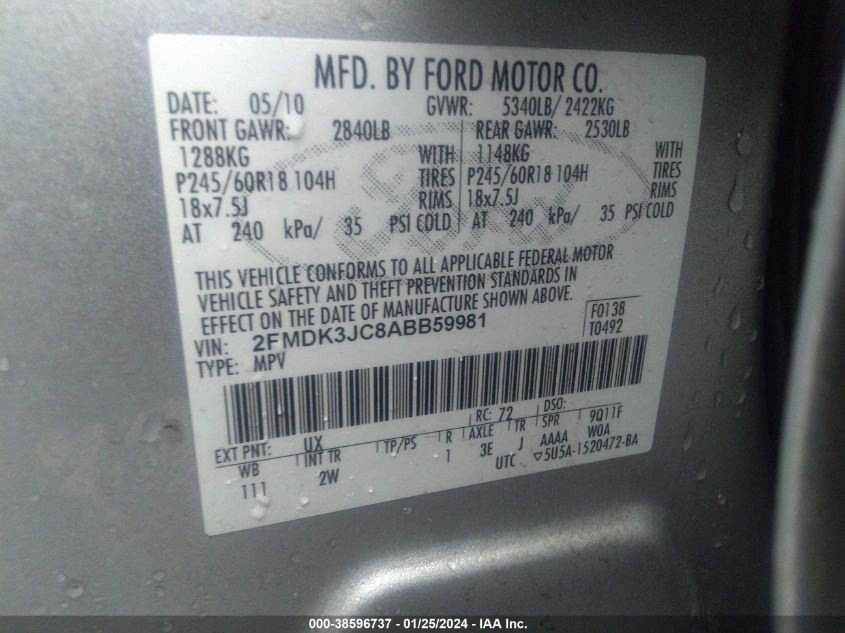 MFD. BY FORD MOTOR CO.
DATE: 05/10 GVWR: 5340LB/ 2422KG
FRONT GAWR: 2840LB REAR GAWR: 2530LB
1288KG WITH 1148KG WITH
P245/60R18 104H TIRES P245/60R18 104H TIRES
18x7.5J RIMS 18x7.5J RIMS
AT 240 kPa/ 35 PSI COLD AT 240 kPa/ 35 PSI COLD
THIS VEHICLE CONFORMS TO ALL APPLICABLE FEDERAL MOTOR
VEHICLE SAFETY AND THEFT PREVENTION STANDARDS IN
EFFECT ON THE DATE OF MANUFACTURE SHOWN ABOVE.
VIN: 2FMDK3JC8ABB59981 F0138
TYPE: MPV T0492
EXT PNT: UX RC: 72 DSO:
WB INT TR TP/PS R AXLE TR SPR 9Q11F
111 2W 1 3E J AAAA W0A
UTC ▽5U5A-1520472-BA
000-38596737 - 01/25/2024 - IAA Inc.